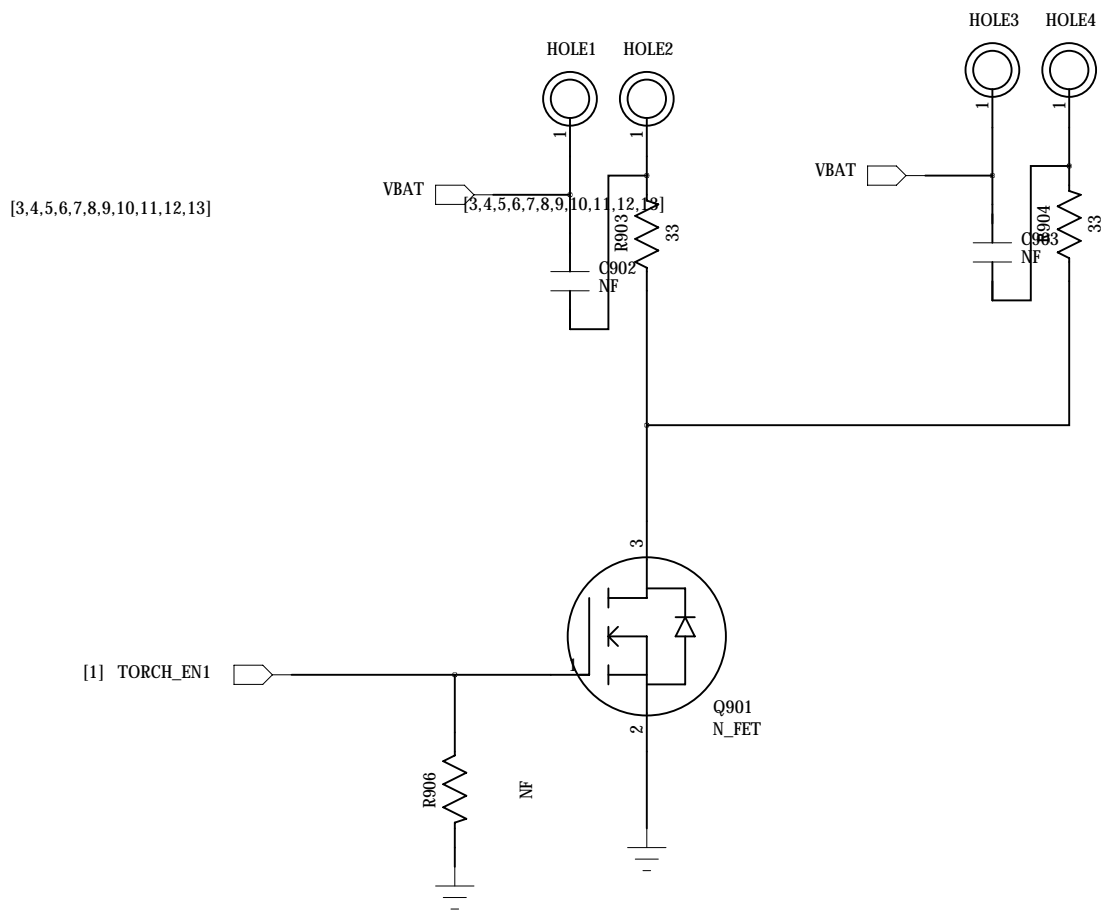 HOLE3
HOLE4
HOLE1
HOLE2
1
1
1
1
VBAT
VBAT
[3,4,5,6,7,8,9,10,11,12,13]
[3,4,5,6,7,8,9,10,11,12,13]
R903
33
R904
33
C902
NF
C903
NF
3
[1] TORCH_EN1
1
Q901
N_FET
2
R906
NF